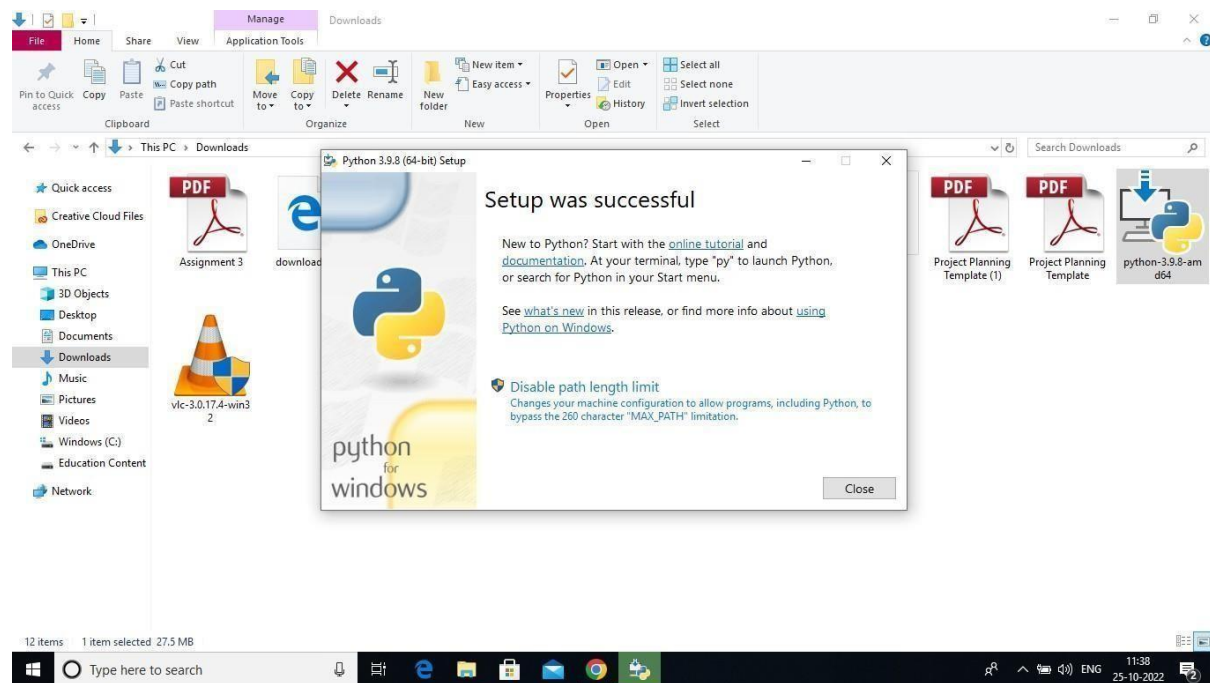 Manage
Downloads
File
Home
Share
View
Application Tools
Pin to Quick access
Copy
Paste
Cut
Copy path
Paste shortcut
Clipboard
Move to
Copy to
Delete
Rename
Organize
New folder
New item
Easy access
New
Properties
Open
Edit
History
Open
Select all
Select none
Invert selection
Select
This PC > Downloads
Search Downloads
Quick access
Creative Cloud Files
OneDrive
This PC
3D Objects
Desktop
Documents
Downloads
Music
Pictures
Videos
Windows (C:)
Education Content
Network
PDF
Assignment 3
download
vlc-3.0.17.4-win3
2
PDF
Project Planning
Template (1)
PDF
Project Planning
Template
python-3.9.8-am
d64
Python 3.9.8 (64-bit) Setup
Setup was successful
New to Python? Start with the online tutorial and
documentation. At your terminal, type "py" to launch Python,
or search for Python in your Start menu.
See what's new in this release, or find more info about using
Python on Windows.
Disable path length limit
Changes your machine configuration to allow programs, including Python, to
bypass the 260 character "MAX_PATH" limitation.
python
for
windows
Close
12 items
1 item selected 27.5 MB
Type here to search
ENG
11:38
25-10-2022
2